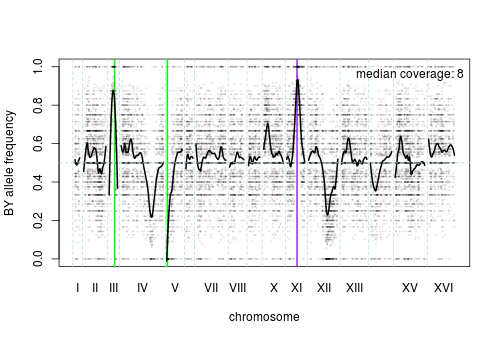 median coverage: 8
BY allele frequency
1.0
0.8
0.6
0.4
0.2
0.0
I II III IV V VII VIII X XI XII XIII XV XVI
chromosome